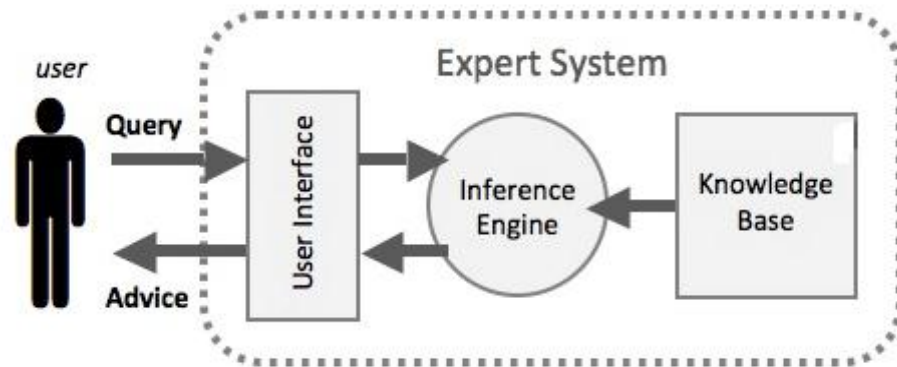 Expert System
user
Query
User Interface
Inference
Engine
Knowledge
Base
Advice